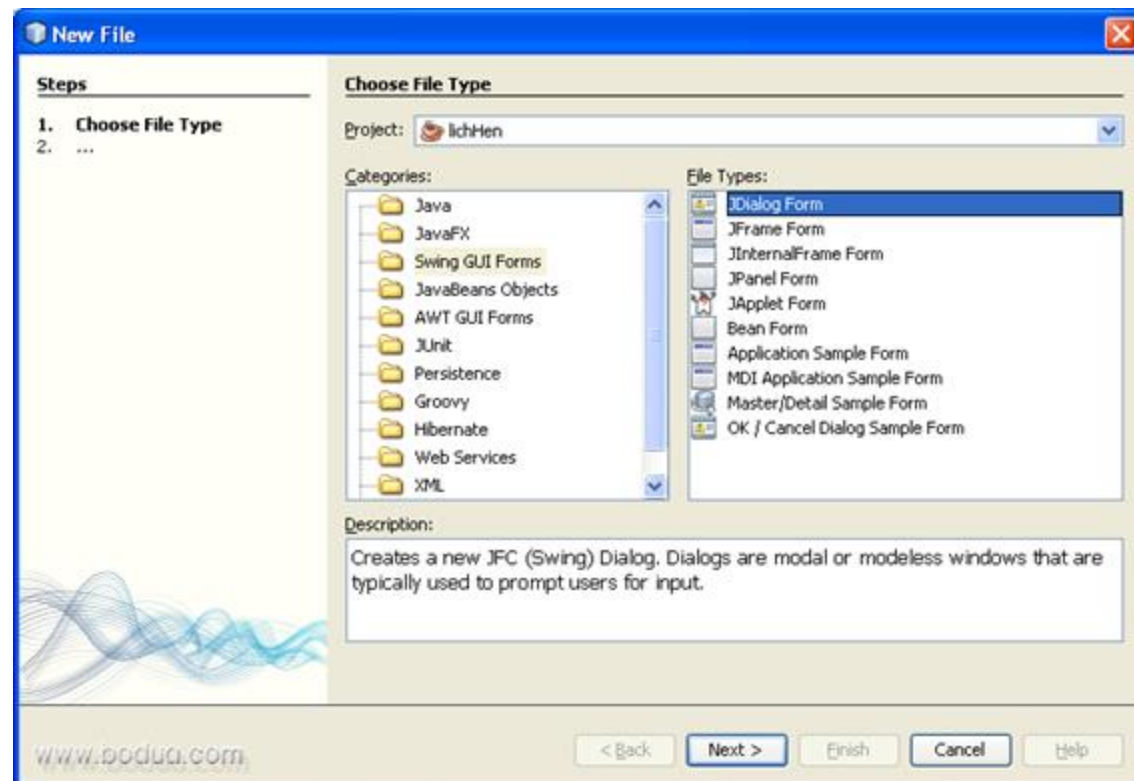 New File
Steps
1. Choose File Type
2. ...
Choose File Type
Project: lichHen
Categories:
Java
JavaFX
Swing GUI Forms
JavaBeans Objects
AWT GUI Forms
JUnit
Persistence
Groovy
Hibernate
Web Services
XML
File Types:
JDialog Form
JFrame Form
JInternalFrame Form
JPanel Form
JApplet Form
Bean Form
Application Sample Form
MDI Application Sample Form
Master/Detail Sample Form
OK / Cancel Dialog Sample Form
Description:
Creates a new JFC (Swing) Dialog. Dialogs are modal or modeless windows that are
typically used to prompt users for input.
< Back Next > Finish Cancel Help